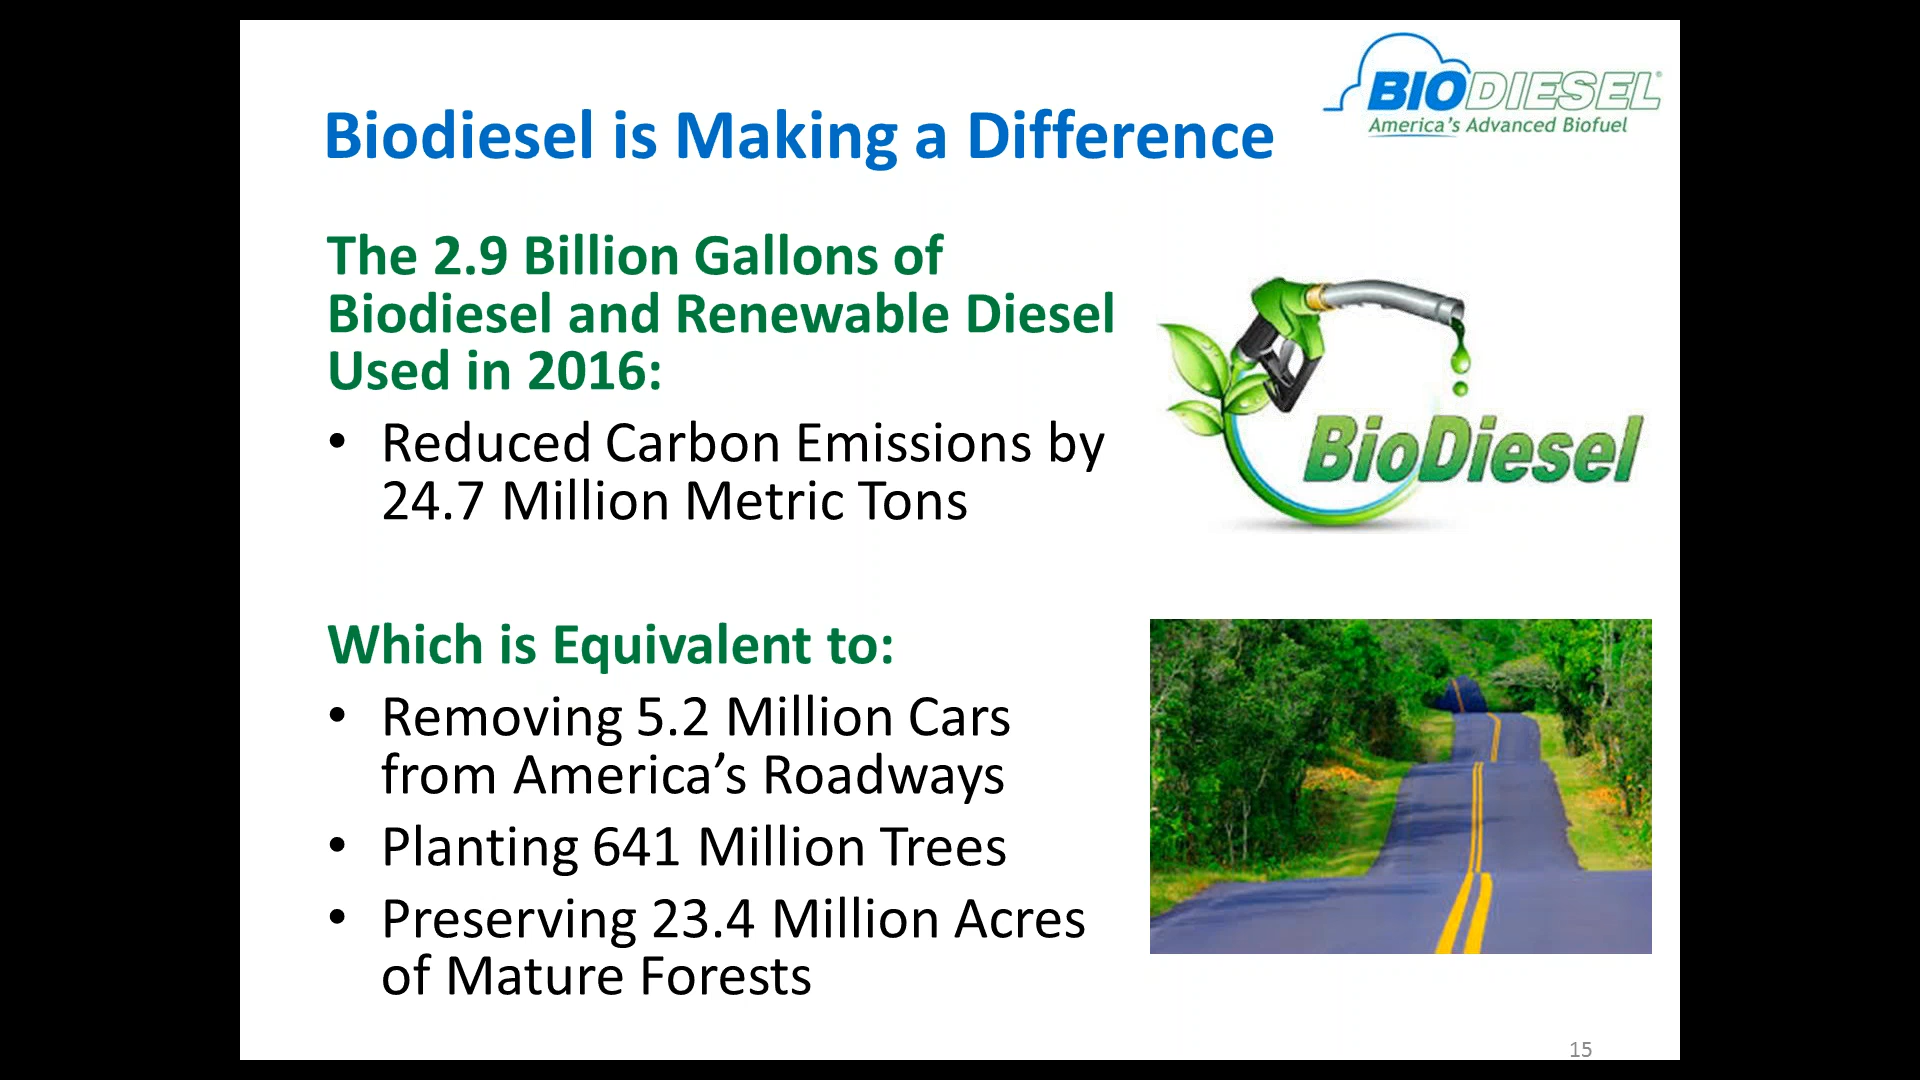 BIODIESEL®
America's Advanced Biofuel
Biodiesel is Making a Difference
The 2.9 Billion Gallons of
Biodiesel and Renewable Diesel
Used in 2016:
• Reduced Carbon Emissions by
24.7 Million Metric Tons
BioDiesel
Which is Equivalent to:
• Removing 5.2 Million Cars
from America’s Roadways
• Planting 641 Million Trees
• Preserving 23.4 Million Acres
of Mature Forests
15